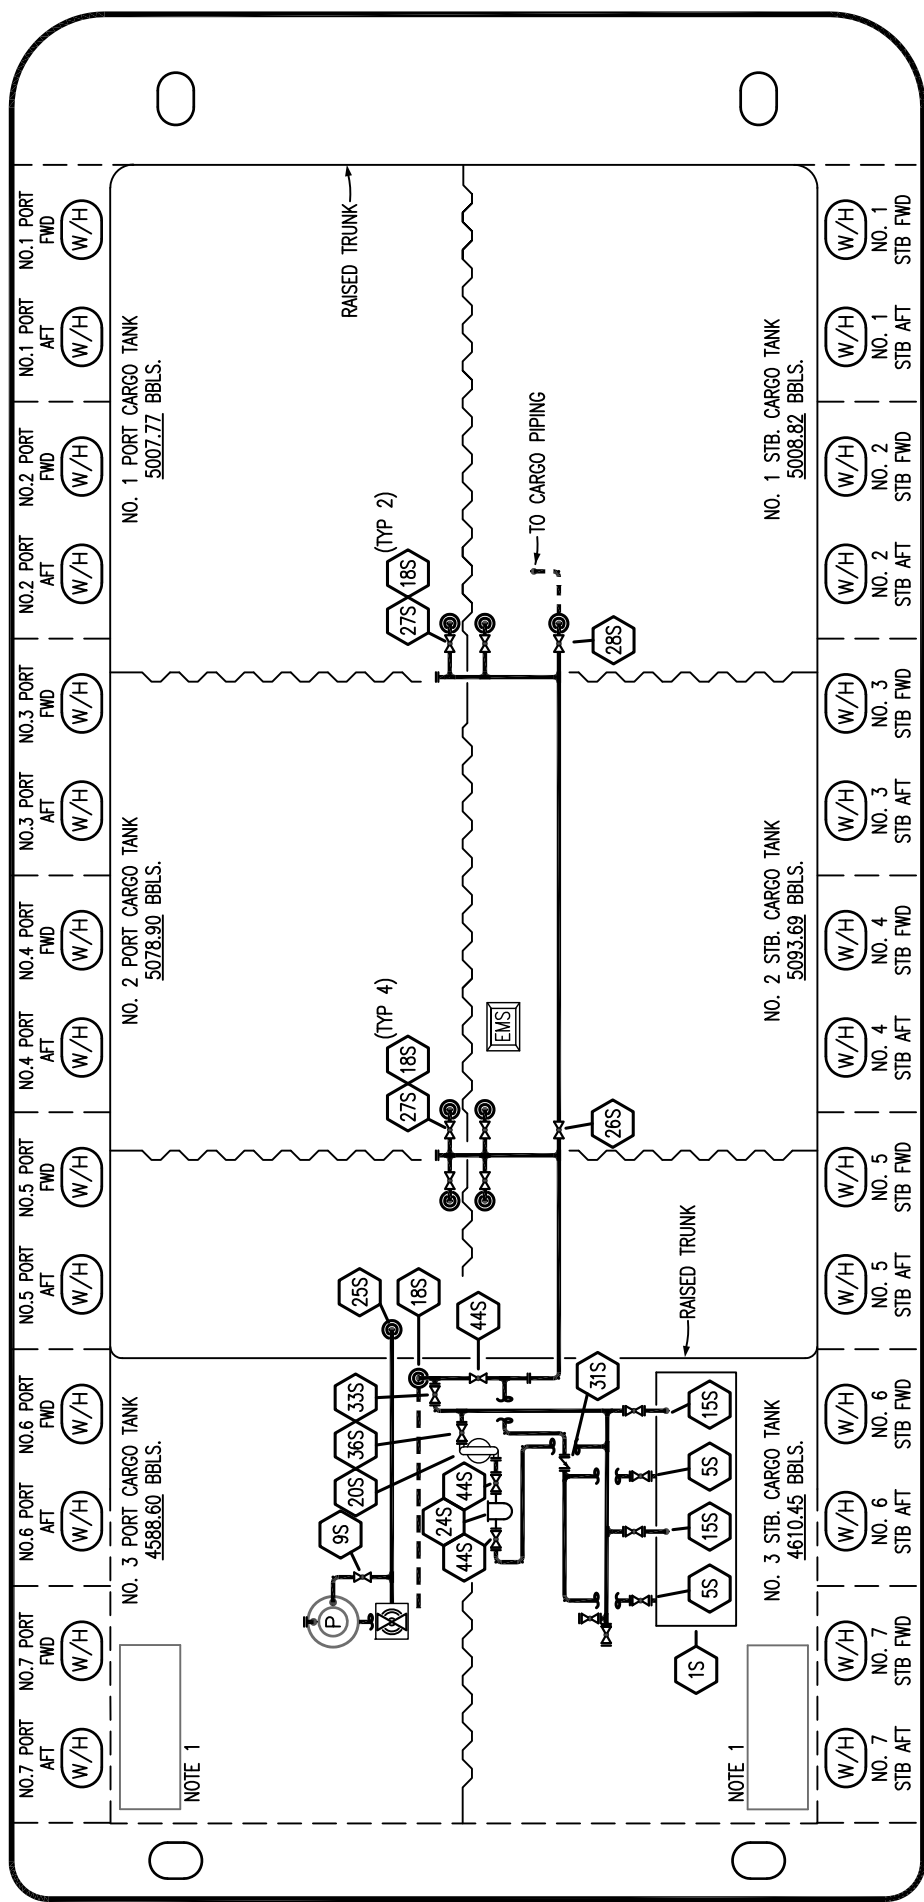 NO.7 PORT
AFT
W/H
NO.7 PORT
FWD
W/H
NO.6 PORT
AFT
W/H
NO.6 PORT
FWD
W/H
NO.5 PORT
AFT
W/H
NO.5 PORT
FWD
W/H
NO.4 PORT
AFT
W/H
NO.4 PORT
FWD
W/H
NO.3 PORT
AFT
W/H
NO.3 PORT
FWD
W/H
NO.2 PORT
AFT
W/H
NO.2 PORT
FWD
W/H
NO.1 PORT
AFT
W/H
NO.1 PORT
FWD
W/H
NOTE 1
NO. 3 PORT CARGO TANK
4588.60 BBLS.
NO. 2 PORT CARGO TANK
5078.90 BBLS.
NO. 1 PORT CARGO TANK
5007.77 BBLS.
RAISED TRUNK
P
9S
25S
18S
20S
36S
33S
44S
24S
44S
44S
27S
18S
(TYP 4)
27S
18S
(TYP 2)
EMS
TO CARGO PIPING
31S
26S
28S
5S
15S
5S
15S
1S
RAISED TRUNK
NOTE 1
NO. 3 STB. CARGO TANK
4610.45 BBLS.
NO. 2 STB. CARGO TANK
5093.69 BBLS.
NO. 1 STB. CARGO TANK
5008.82 BBLS.
W/H
NO. 7
STB AFT
W/H
NO. 7
STB FWD
W/H
NO. 6
STB AFT
W/H
NO. 6
STB FWD
W/H
NO. 5
STB AFT
W/H
NO. 5
STB FWD
W/H
NO. 4
STB AFT
W/H
NO. 4
STB FWD
W/H
NO. 3
STB AFT
W/H
NO. 3
STB FWD
W/H
NO. 2
STB AFT
W/H
NO. 2
STB FWD
W/H
NO. 1
STB AFT
W/H
NO. 1
STB FWD